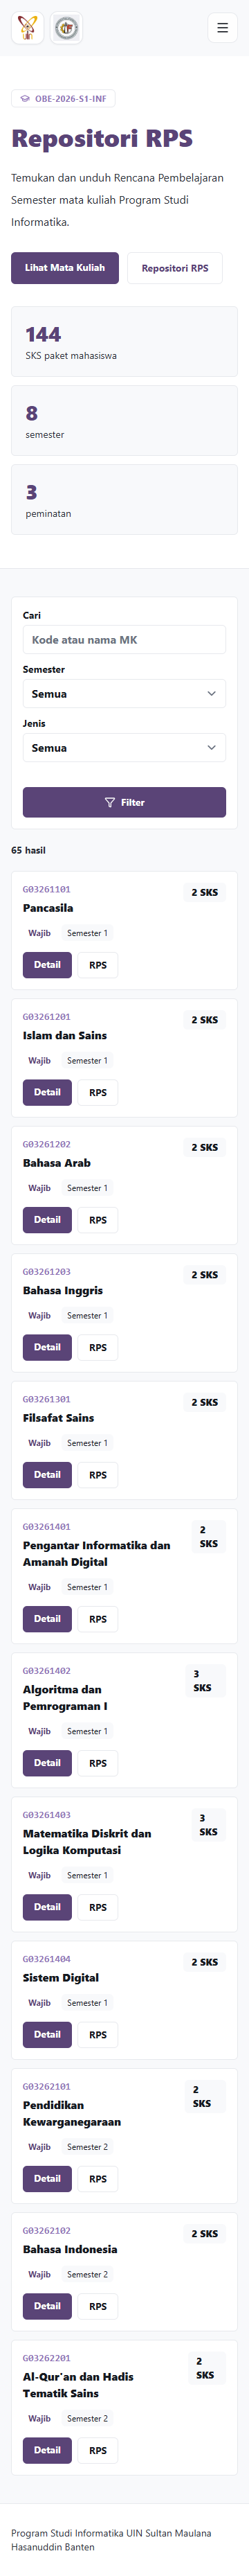 OBE-2026-S1-INF
Repositori RPS
Temukan dan unduh Rencana Pembelajaran
Semester mata kuliah Program Studi
Informatika.
Lihat Mata Kuliah
Repositori RPS
144
SKS paket mahasiswa
8
semester
3
peminatan
Cari
Kode atau nama MK
Semester
Semua
Jenis
Semua
Filter
65 hasil
G03261101
2 SKS
Pancasila
Wajib Semester 1
Detail RPS
G03261201
2 SKS
Islam dan Sains
Wajib Semester 1
Detail RPS
G03261202
2 SKS
Bahasa Arab
Wajib Semester 1
Detail RPS
G03261203
2 SKS
Bahasa Inggris
Wajib Semester 1
Detail RPS
G03261301
2 SKS
Filsafat Sains
Wajib Semester 1
Detail RPS
G03261401
2
SKS
Pengantar Informatika dan
Amanah Digital
Wajib Semester 1
Detail RPS
G03261402
3
SKS
Algoritma dan
Pemrograman I
Wajib Semester 1
Detail RPS
G03261403
3
SKS
Matematika Diskrit dan
Logika Komputasi
Wajib Semester 1
Detail RPS
G03261404
2 SKS
Sistem Digital
Wajib Semester 1
Detail RPS
G03262101
2
SKS
Pendidikan
Kewarganegaraan
Wajib Semester 2
Detail RPS
G03262102
2 SKS
Bahasa Indonesia
Wajib Semester 2
Detail RPS
G03262201
2
SKS
Al-Qur'an dan Hadis
Tematik Sains
Wajib Semester 2
Detail RPS
Program Studi Informatika UIN Sultan Maulana
Hasanuddin Banten